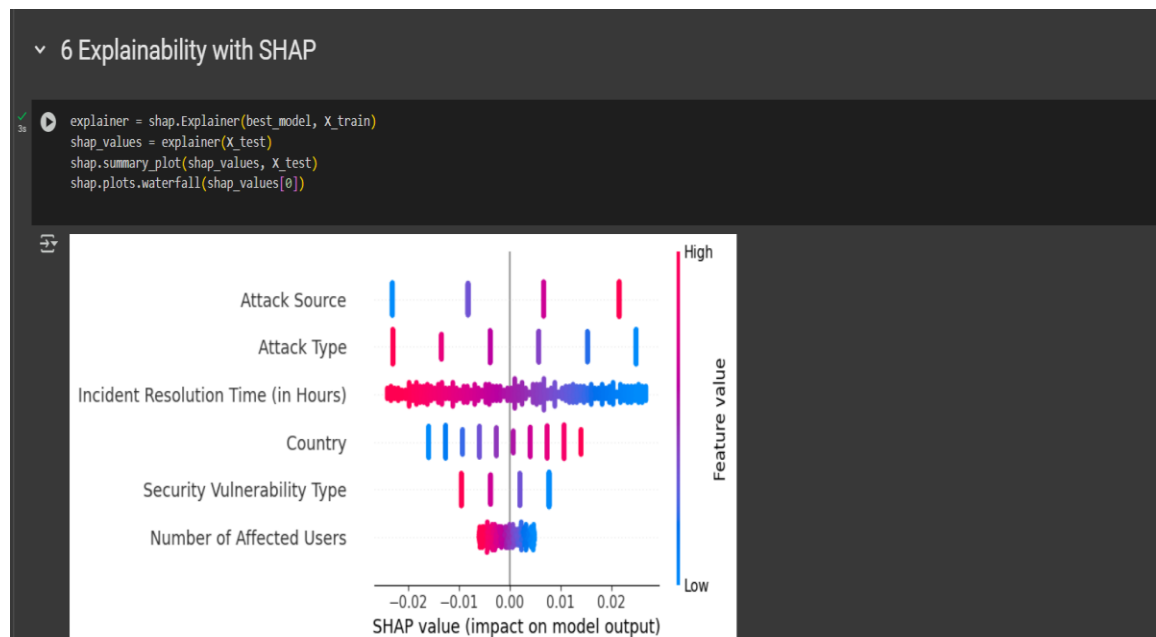 6 Explainability with SHAP
3s
explainer = shap.Explainer(best_model, X_train)
shap_values = explainer(X_test)
shap.summary_plot(shap_values, X_test)
shap.plots.waterfall(shap_values[0])
High
Attack Source
Attack Type
Incident Resolution Time (in Hours)
Country
Security Vulnerability Type
Number of Affected Users
Feature value
Low
−0.02 −0.01 0.00 0.01 0.02
SHAP value (impact on model output)